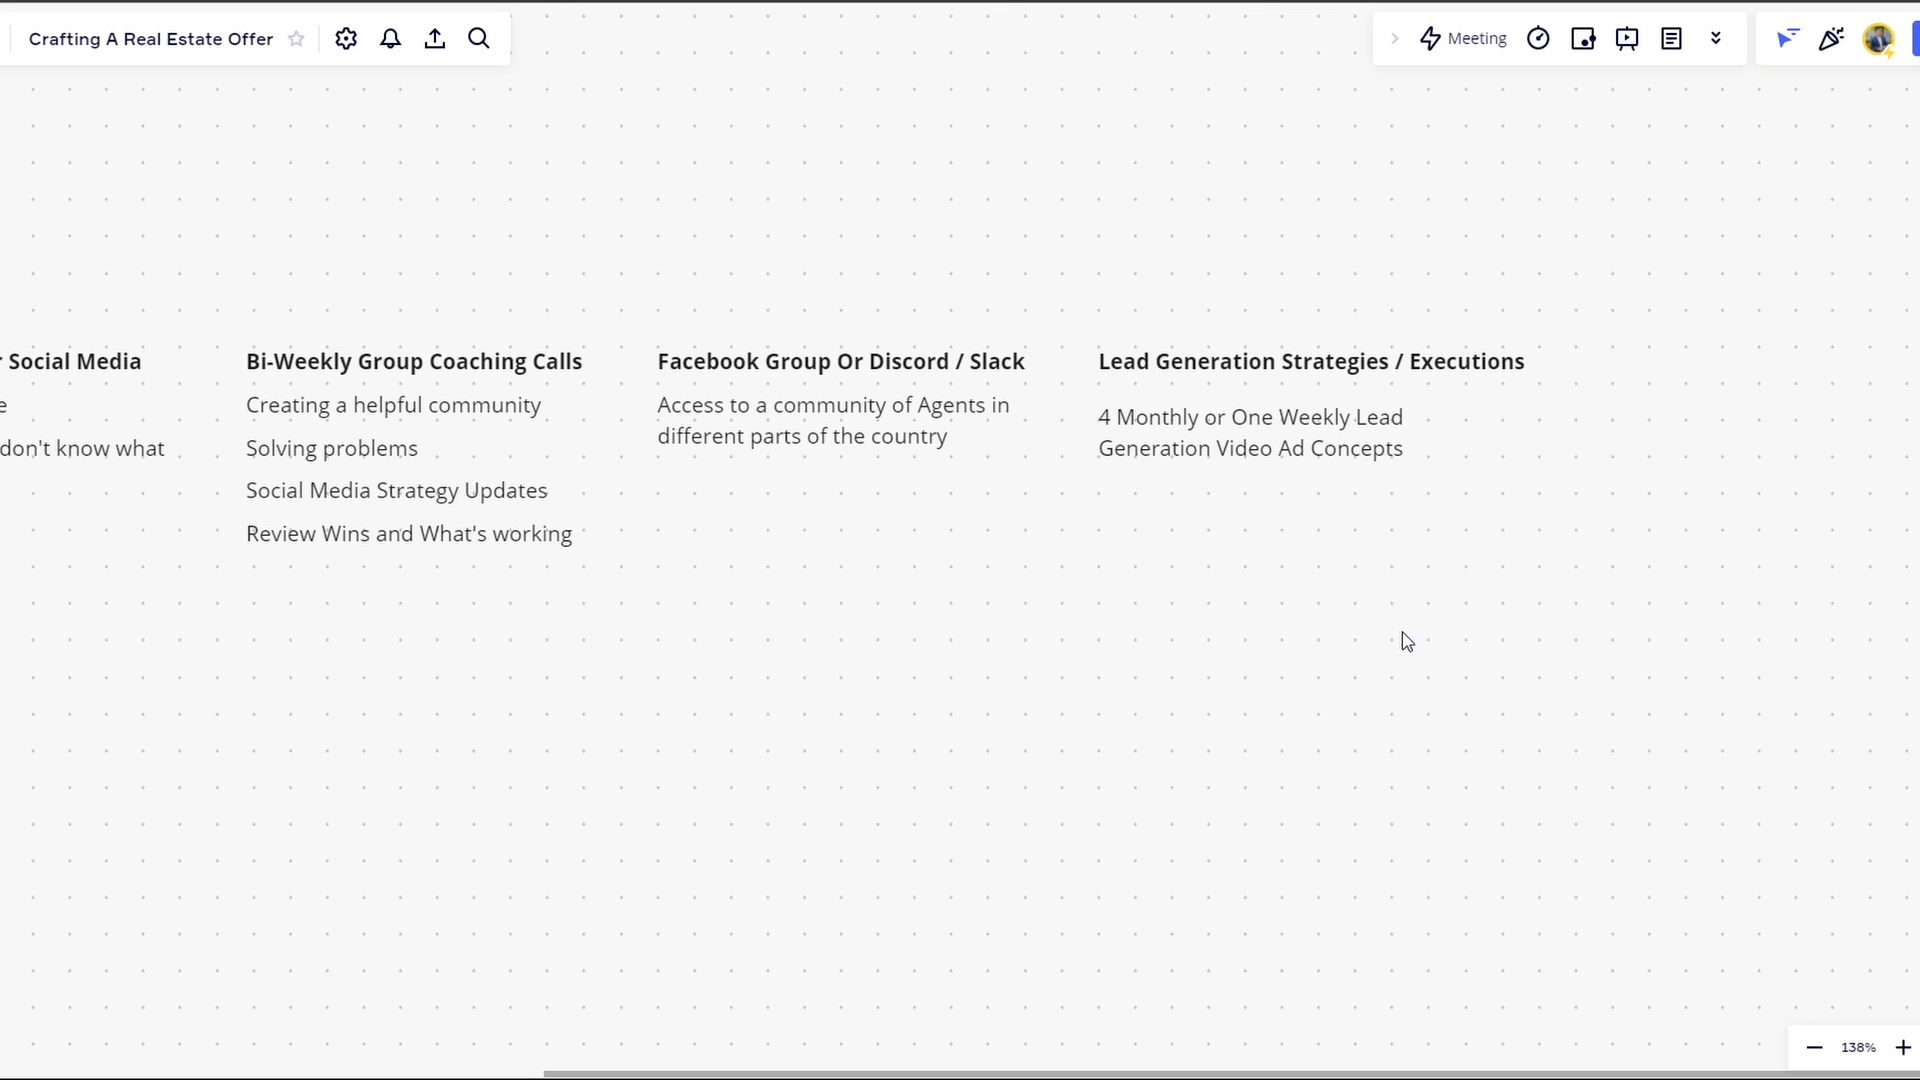 Crafting A Real Estate Offer
Meeting
r Social Media
e
don't know what
Bi-Weekly Group Coaching Calls
Creating a helpful community
Solving problems
Social Media Strategy Updates
Review Wins and What's working
Facebook Group Or Discord / Slack
Access to a community of Agents in
different parts of the country
Lead Generation Strategies / Executions
4 Monthly or One Weekly Lead
Generation Video Ad Concepts
138%